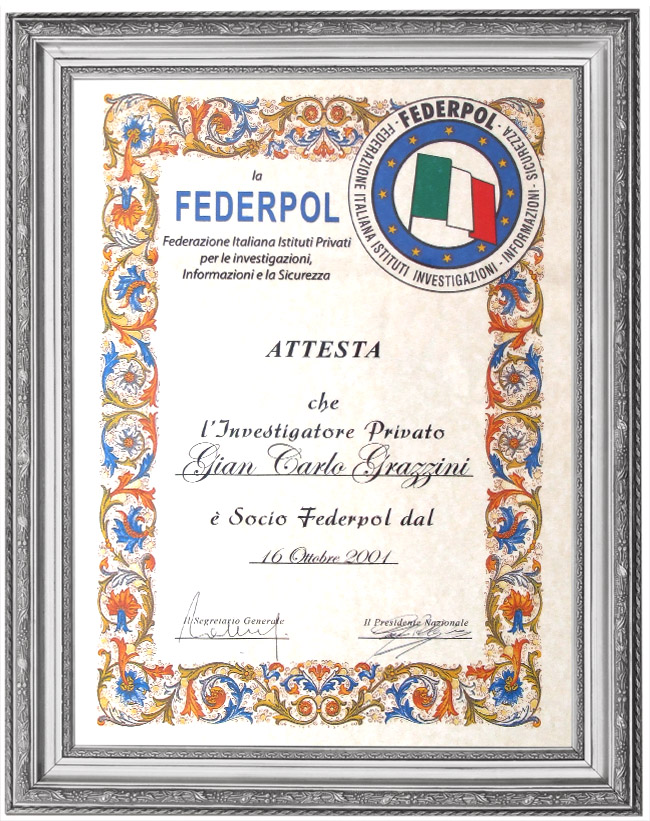 la
FEDERPOL
Federazione Italiana Istituti Privati
per le investigazioni,
Informazioni e la Sicurezza
FEDERPOL
- FEDERAZIONE ITALIANA ISTITUTI INVESTIGAZIONI - INFORMAZIONI - SICUREZZA -
ATTESTA
che
l'Investigatore Privato
Gian Carlo Grazzini
è Socio Federpol dal
16 Ottobre 2001
Il Segretario Generale
Il Presidente Nazionale